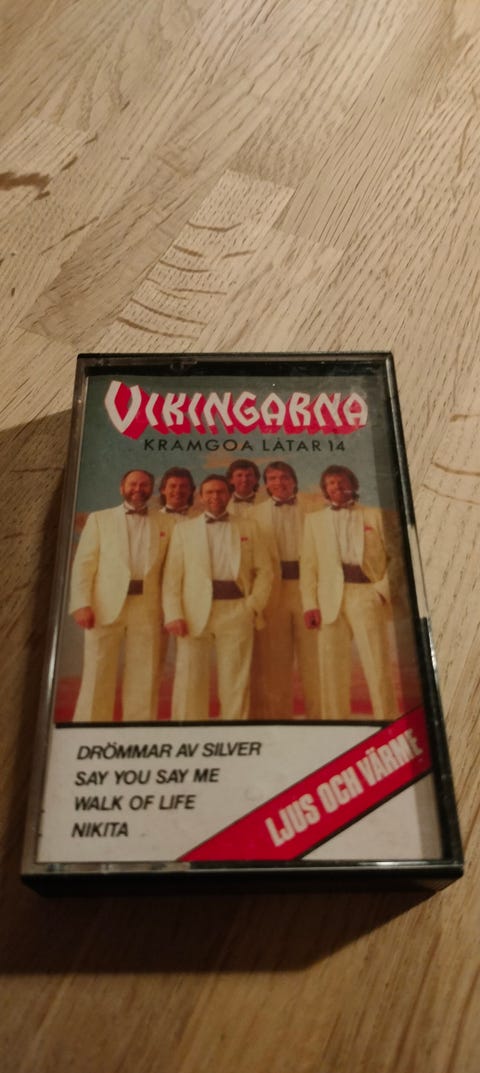 VIKINGARNA
KRAMGOA LÅTAR 14
DRÖMMAR AV SILVER
SAY YOU SAY ME
WALK OF LIFE
NIKITA
LJUS OCH VÄRME